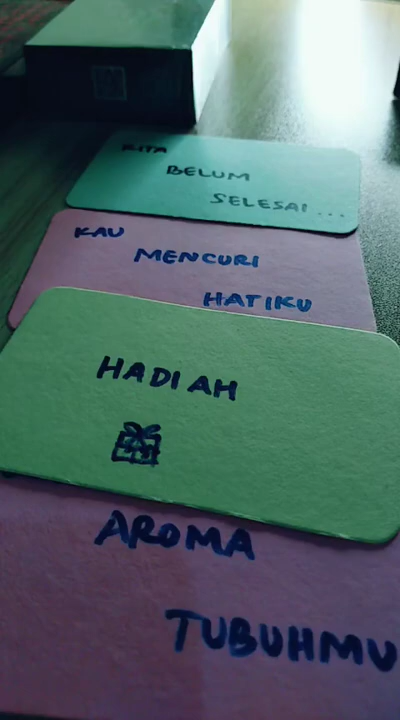 KITA
BELUM
SELESAI...
KAU
MENCURI
HATIKU
HADIAH
AROMA
TUBUHMU